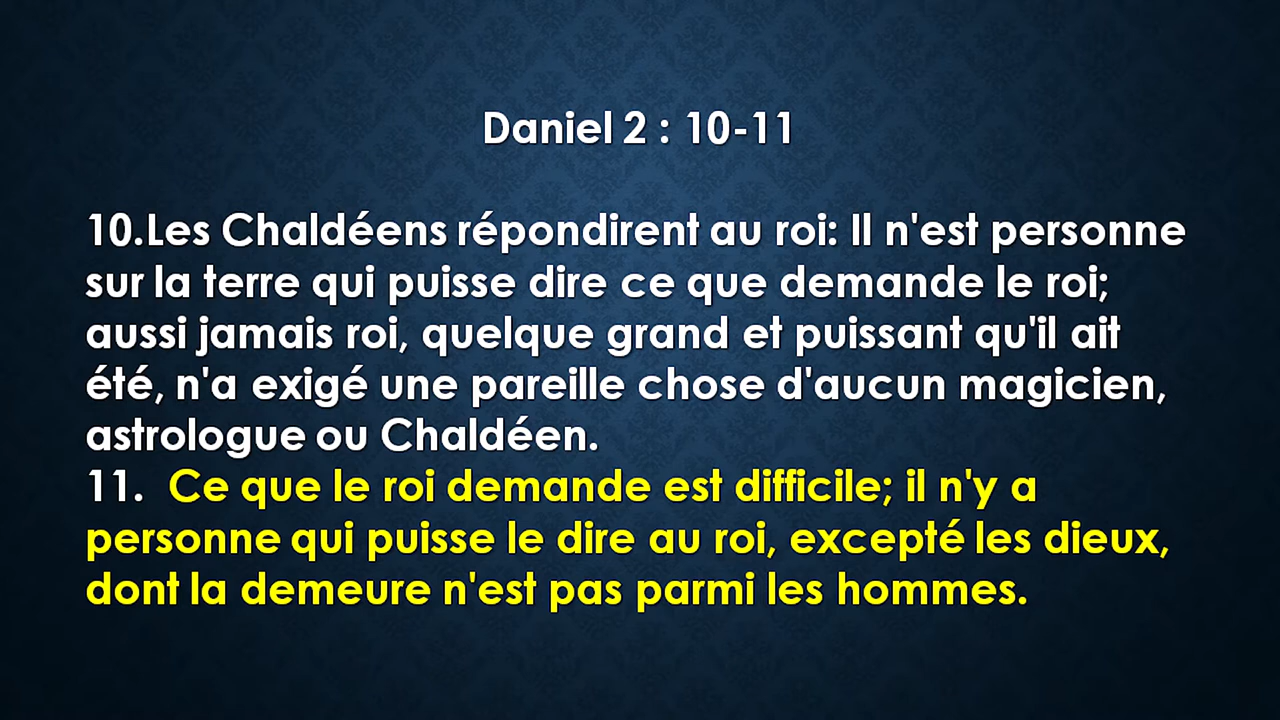 Daniel 2 : 10-11
10.Les Chaldéens répondirent au roi: Il n'est personne
sur la terre qui puisse dire ce que demande le roi;
aussi jamais roi, quelque grand et puissant qu'il ait
été, n'a exigé une pareille chose d'aucun magicien,
astrologue ou Chaldéen.
11. Ce que le roi demande est difficile; il n'y a
personne qui puisse le dire au roi, excepté les dieux,
dont la demeure n'est pas parmi les hommes.